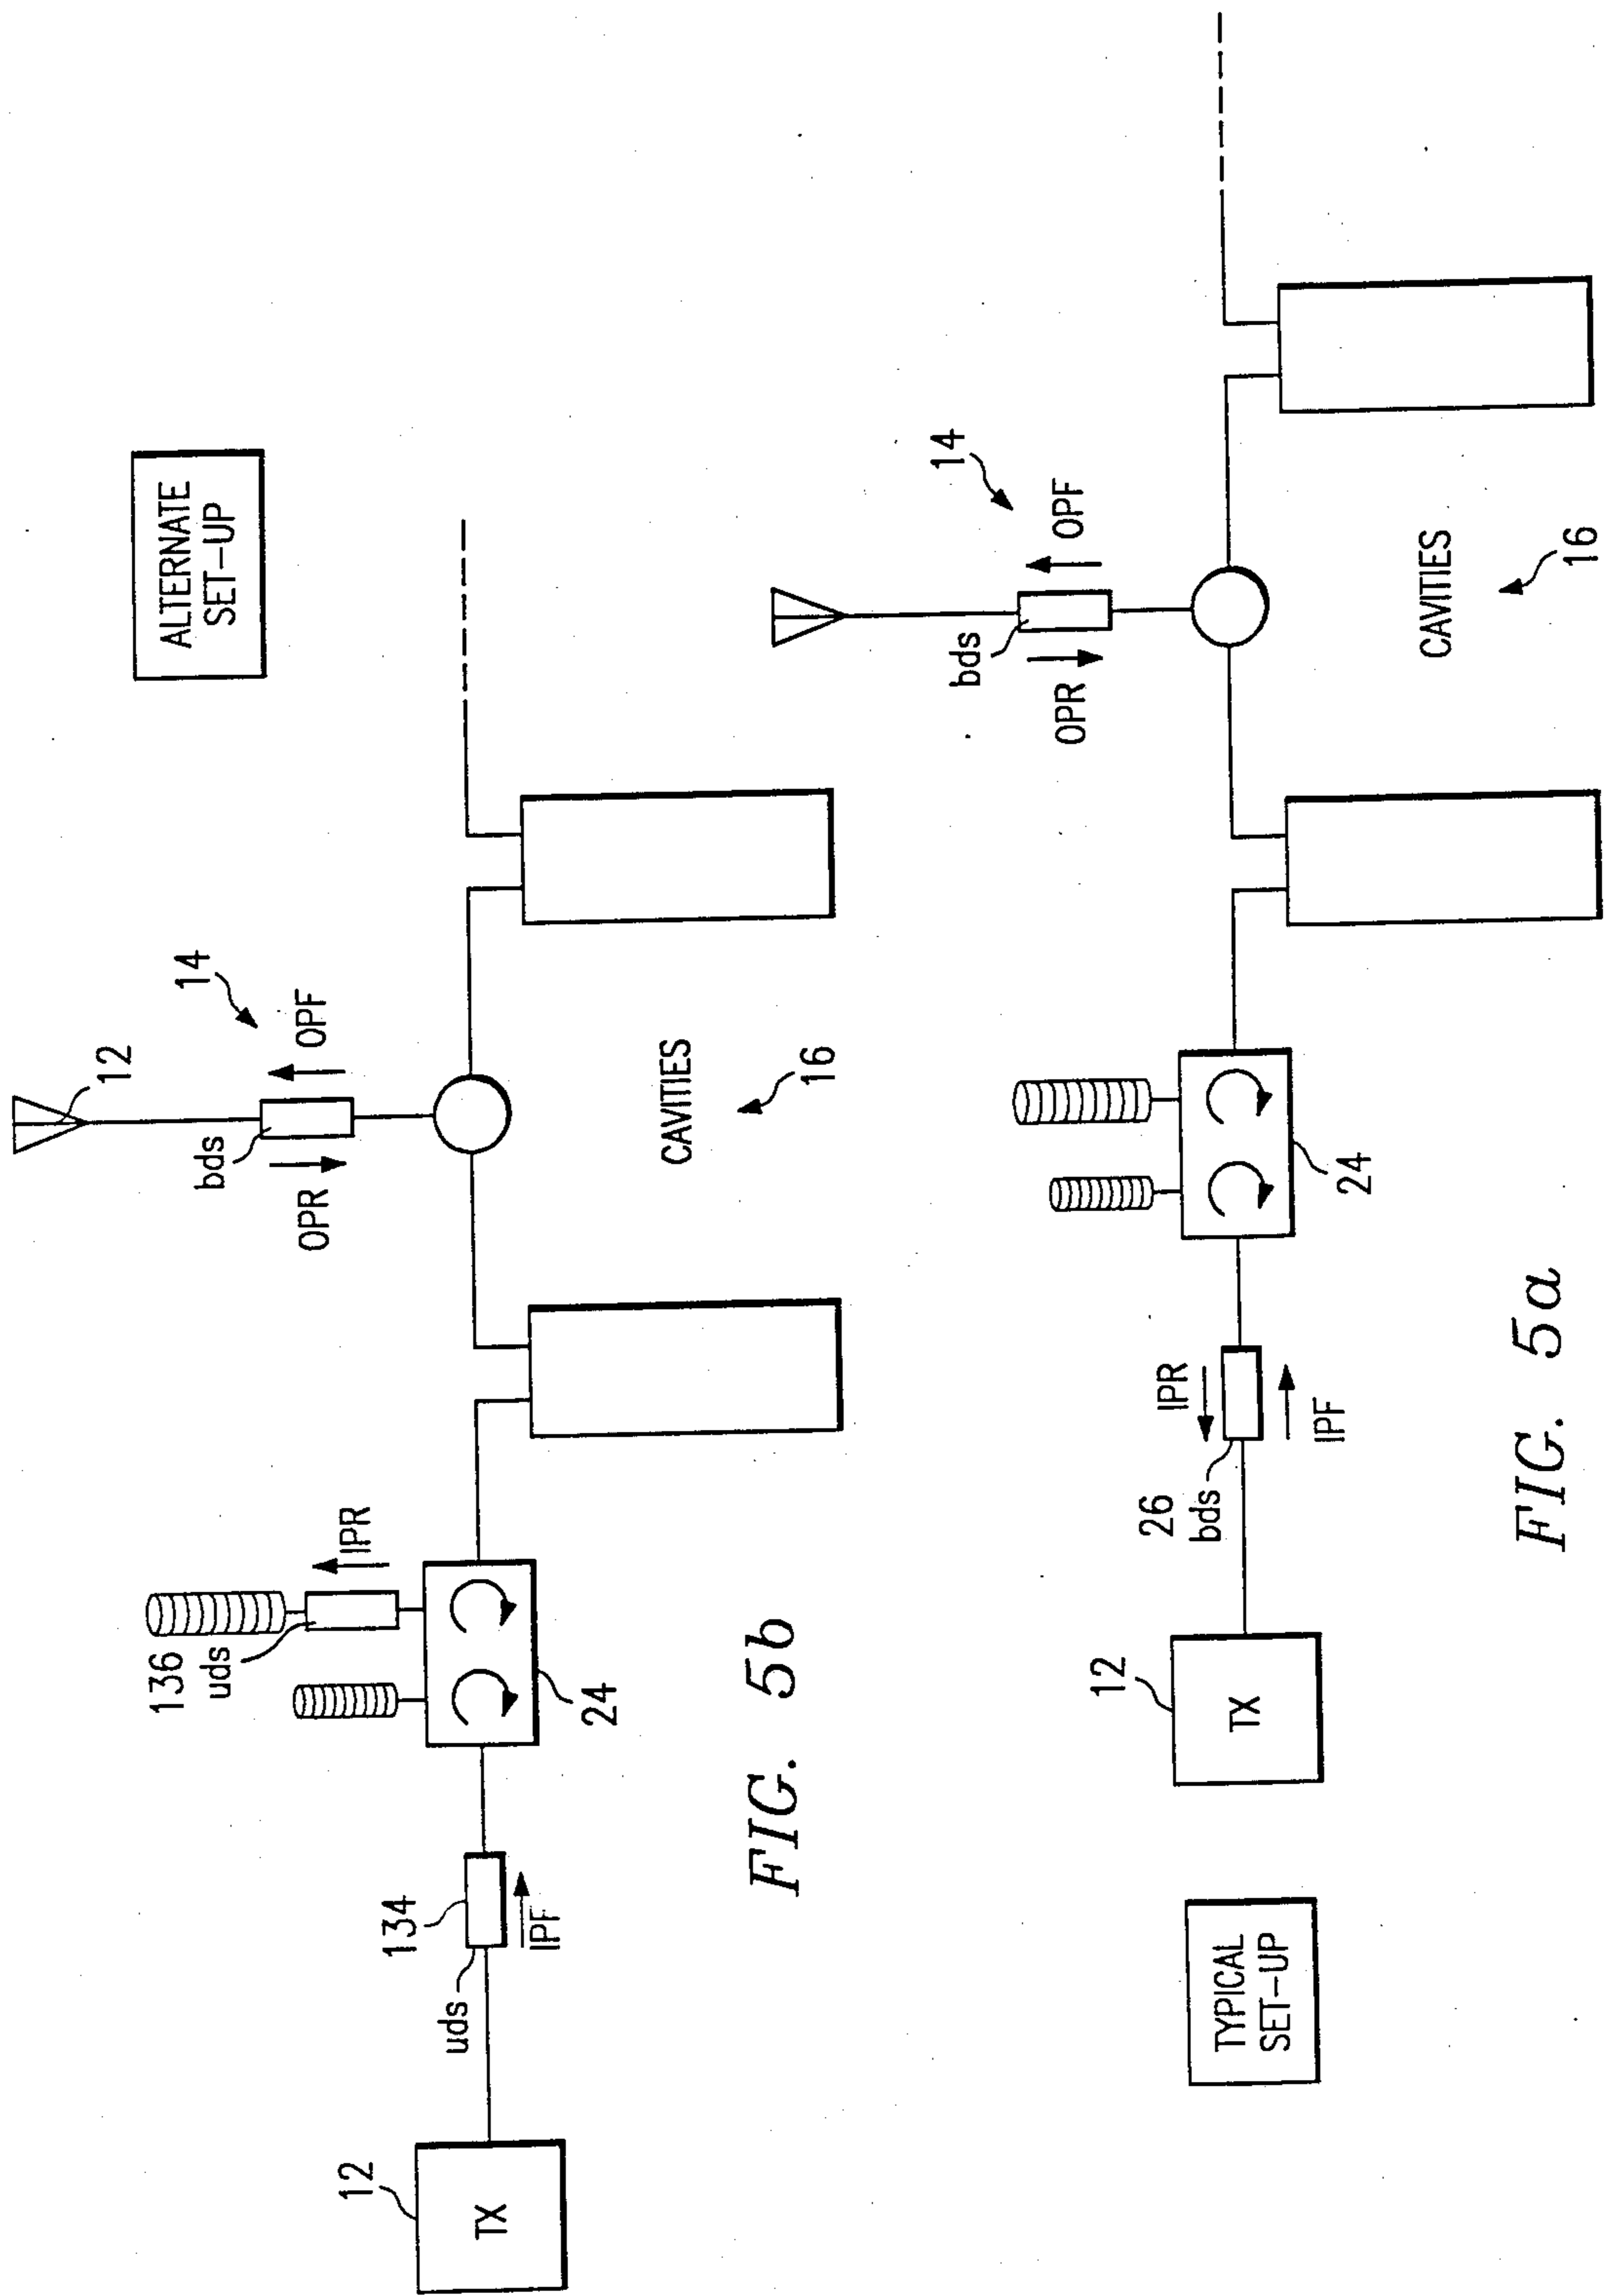 ALTERNATE
SET-UP
12
14
bds
OPR
OPF
CAVITIES
16
136
uds
IPR
24
134
uds
IPF
12
TX
FIG. 5b
14
bds
OPR
OPF
CAVITIES
16
24
26
bds
IPR
IPF
12
TX
TYPICAL
SET-UP
FIG. 5a